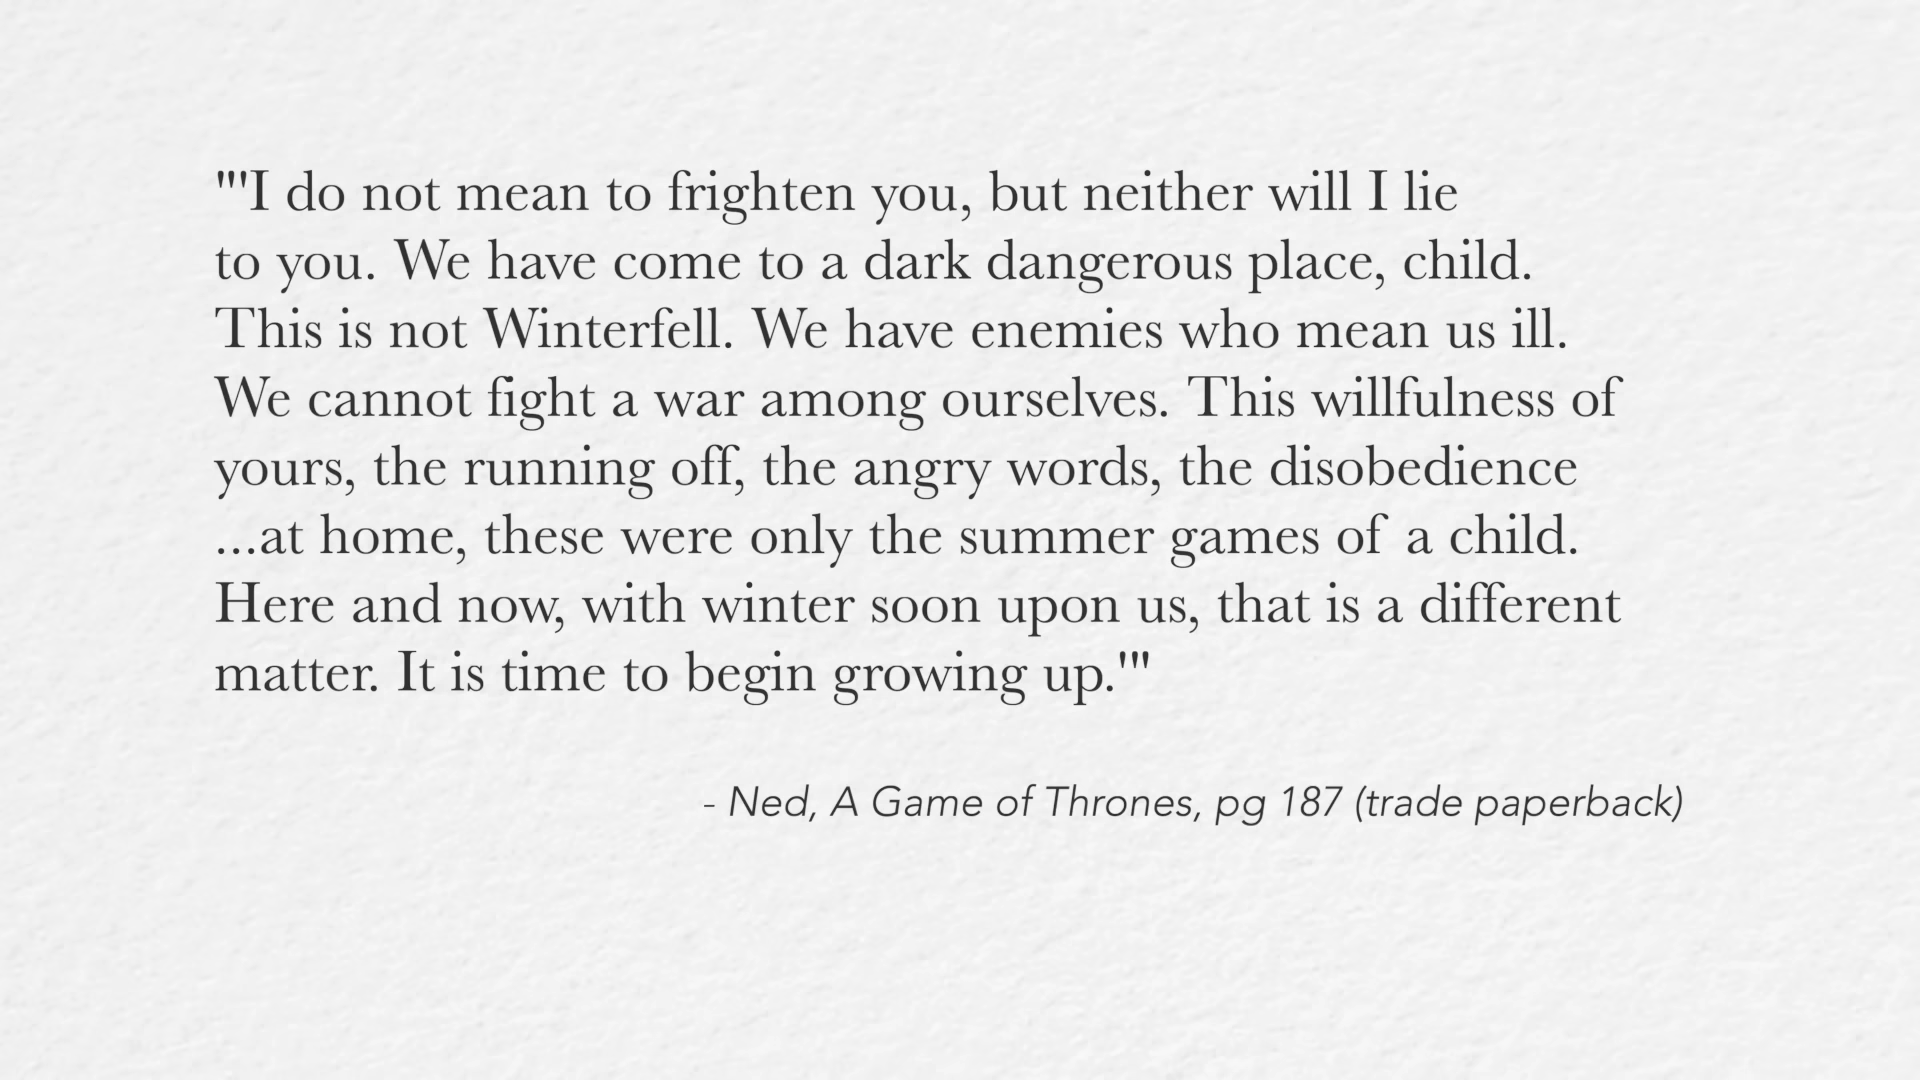 "'I do not mean to frighten you, but neither will I lie
to you. We have come to a dark dangerous place, child.
This is not Winterfell. We have enemies who mean us ill.
We cannot fight a war among ourselves. This willfulness of
yours, the running off, the angry words, the disobedience
...at home, these were only the summer games of a child.
Here and now, with winter soon upon us, that is a different
matter. It is time to begin growing up.'"
- Ned, A Game of Thrones, pg 187 (trade paperback)